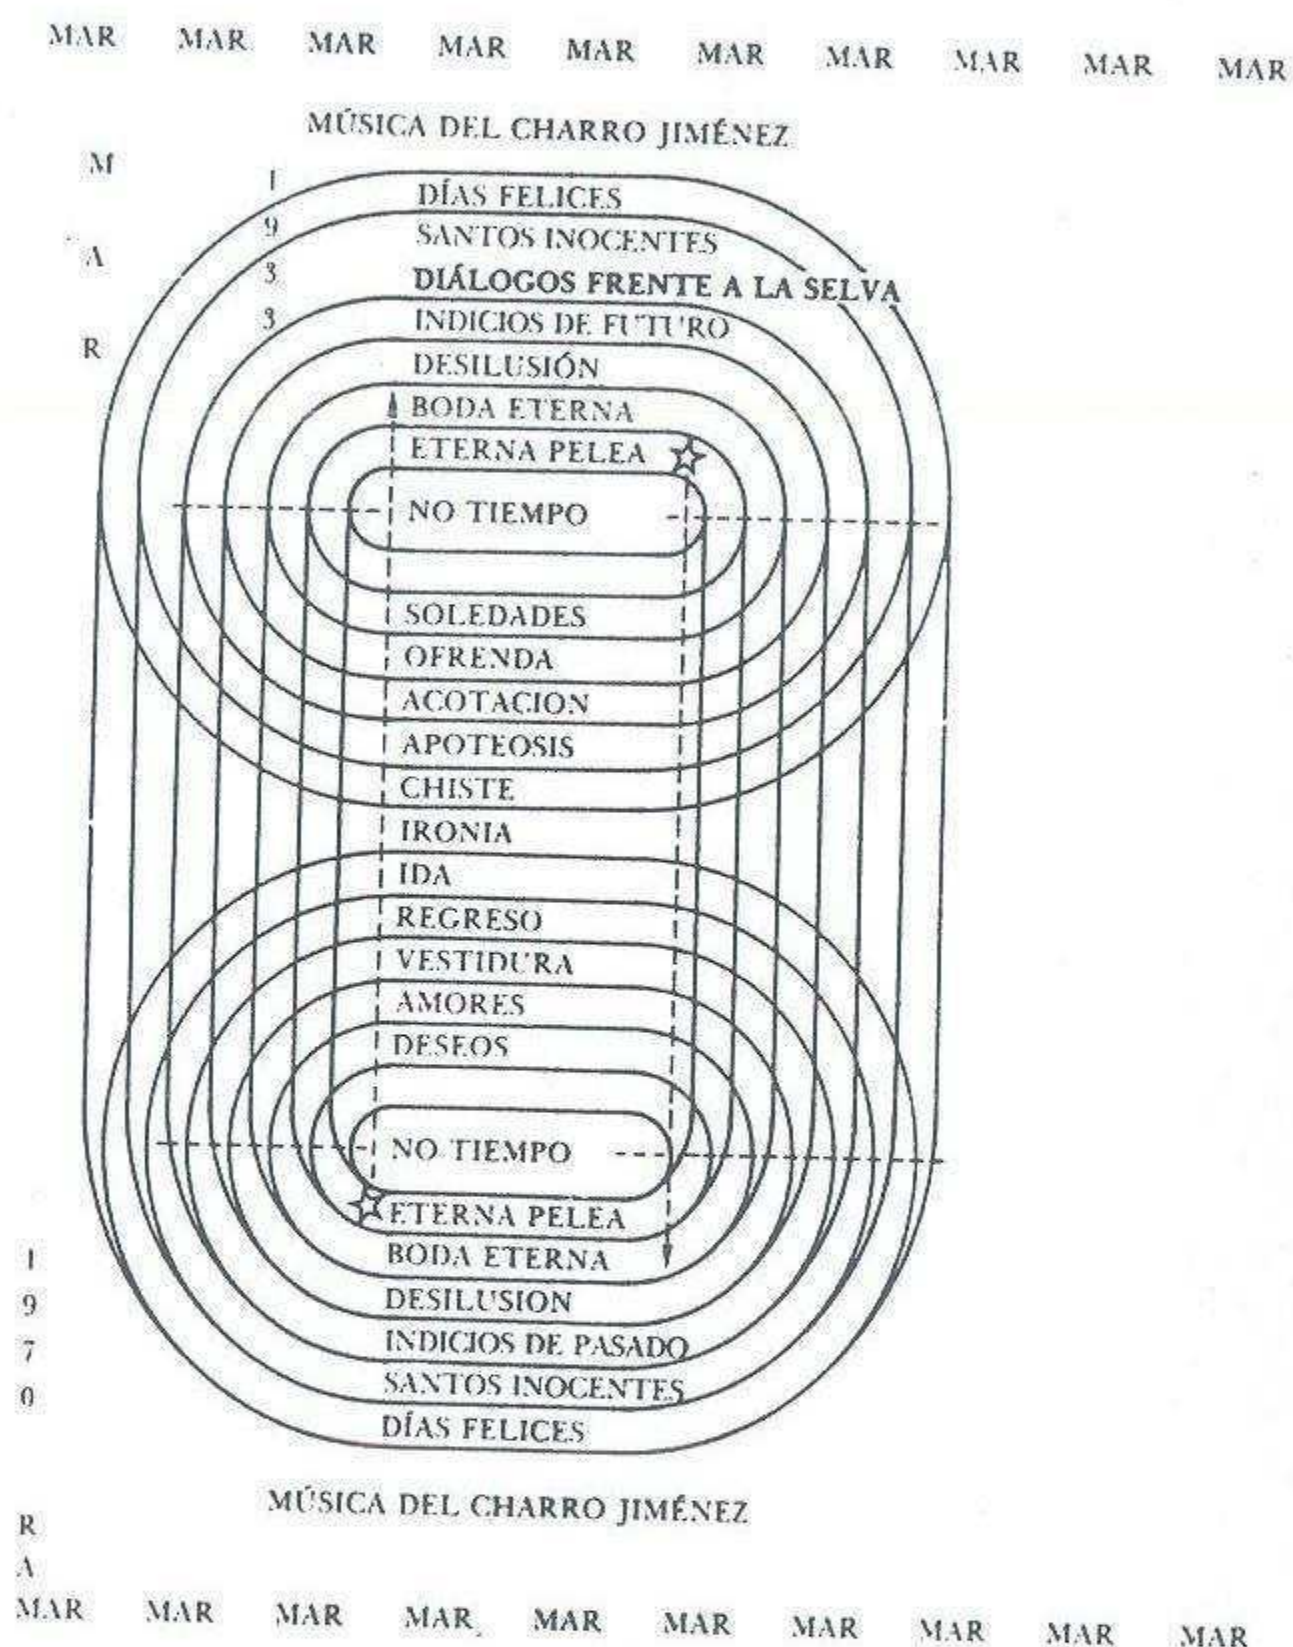 MAR MAR MAR MAR MAR MAR MAR MAR MAR MAR
MÚSICA DEL CHARRO JIMÉNEZ
M
A
R
1
9
3
3
DÍAS FELICES
SANTOS INOCENTES
DIÁLOGOS FRENTE A LA SELVA
INDICIOS DE FUTURO
DESILUSIÓN
BODA ETERNA
ETERNA PELEA
NO TIEMPO
SOLEDADES
OFRENDA
ACOTACION
APOTEOSIS
CHISTE
IRONIA
IDA
REGRESO
VESTIDURA
AMORES
DESEOS
NO TIEMPO
ETERNA PELEA
BODA ETERNA
DESILUSION
INDICIOS DE PASADO
SANTOS INOCENTES
DÍAS FELICES
1
9
7
0
MÚSICA DEL CHARRO JIMÉNEZ
R
A
MAR MAR MAR MAR MAR MAR MAR MAR MAR MAR